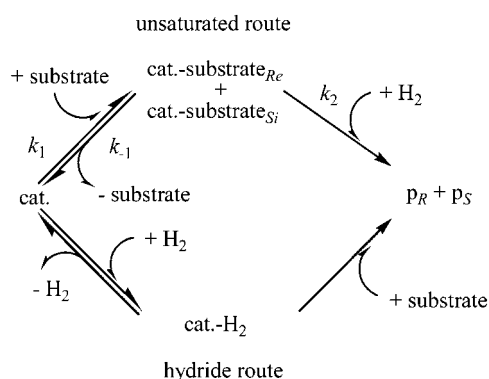 unsaturated route
+ substrate
cat.-substrate_Re
+
cat.-substrate_Si
k_2
+ H_2
k_1
k_-1
cat.
- substrate
p_R + p_S
+ H_2
- H_2
+ substrate
cat.-H_2
hydride route